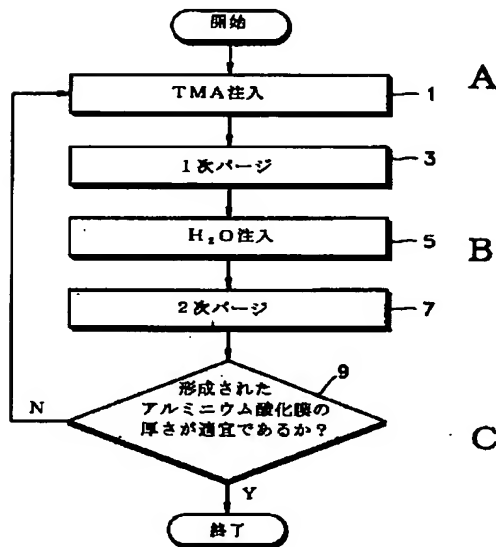 開始
A
TMA注入
1
1次パージ
3
H₂O注入
5
B
2次パージ
7
9
形成された
アルミニウム酸化膜の
厚さが適宜であるか?
N
C
Y
終了